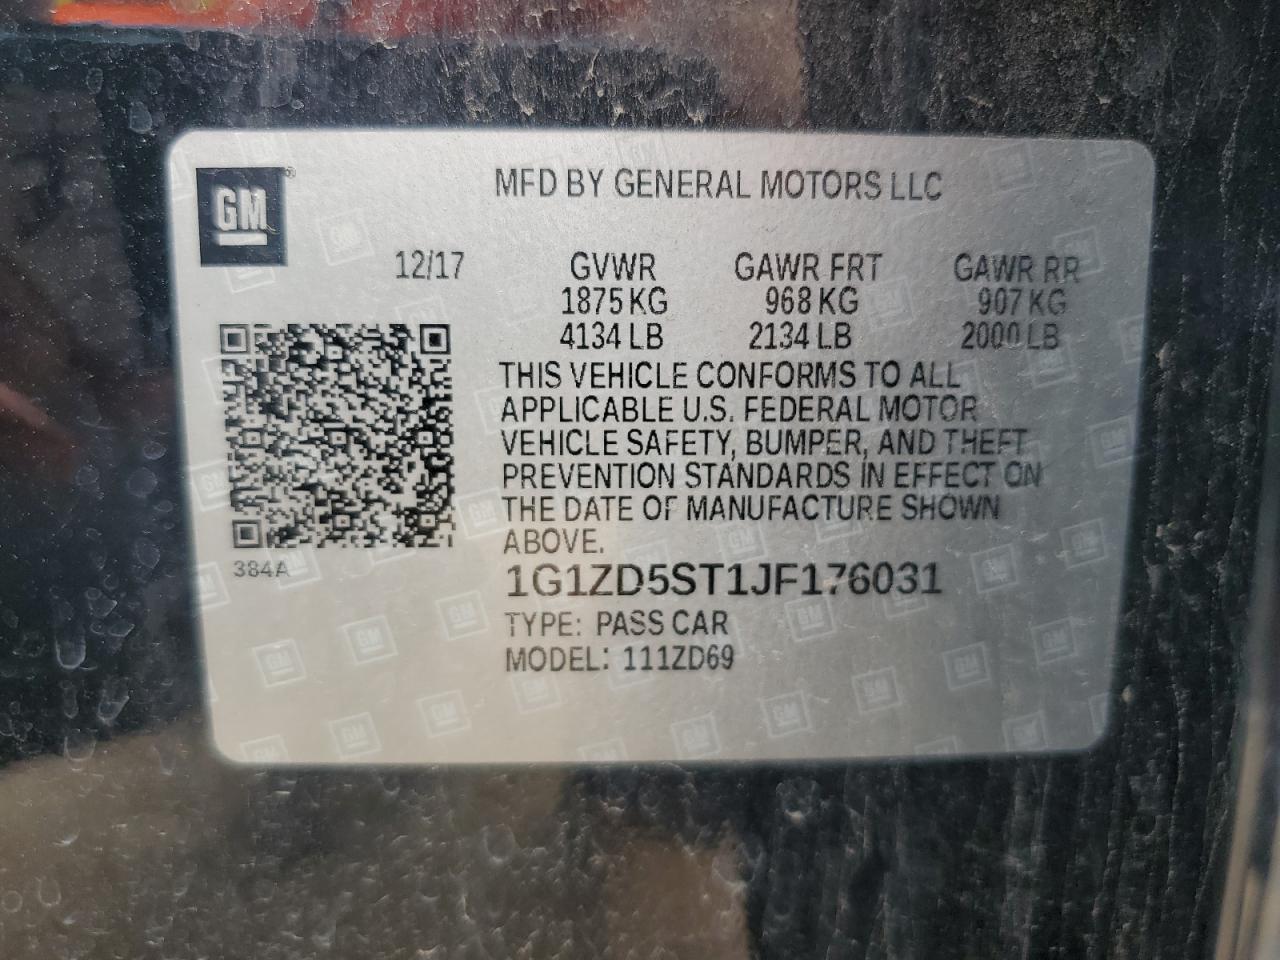 GM
MFD BY GENERAL MOTORS LLC
12/17
GVWR GAWR FRT GAWR RR
1875 KG 968 KG 907 KG
4134 LB 2134 LB 2000 LB
THIS VEHICLE CONFORMS TO ALL
APPLICABLE U.S. FEDERAL MOTOR
VEHICLE SAFETY, BUMPER, AND THEFT
PREVENTION STANDARDS IN EFFECT ON
THE DATE OF MANUFACTURE SHOWN
ABOVE.
384A
1G1ZD5ST1JF176031
TYPE: PASS CAR
MODEL: 111ZD69